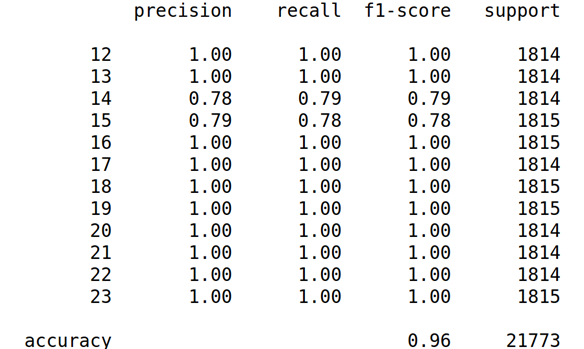 precision recall f1-score support
12 1.00 1.00 1.00 1814
13 1.00 1.00 1.00 1814
14 0.78 0.79 0.79 1814
15 0.79 0.78 0.78 1815
16 1.00 1.00 1.00 1815
17 1.00 1.00 1.00 1814
18 1.00 1.00 1.00 1815
19 1.00 1.00 1.00 1815
20 1.00 1.00 1.00 1814
21 1.00 1.00 1.00 1814
22 1.00 1.00 1.00 1814
23 1.00 1.00 1.00 1815
accuracy 0.96 21773